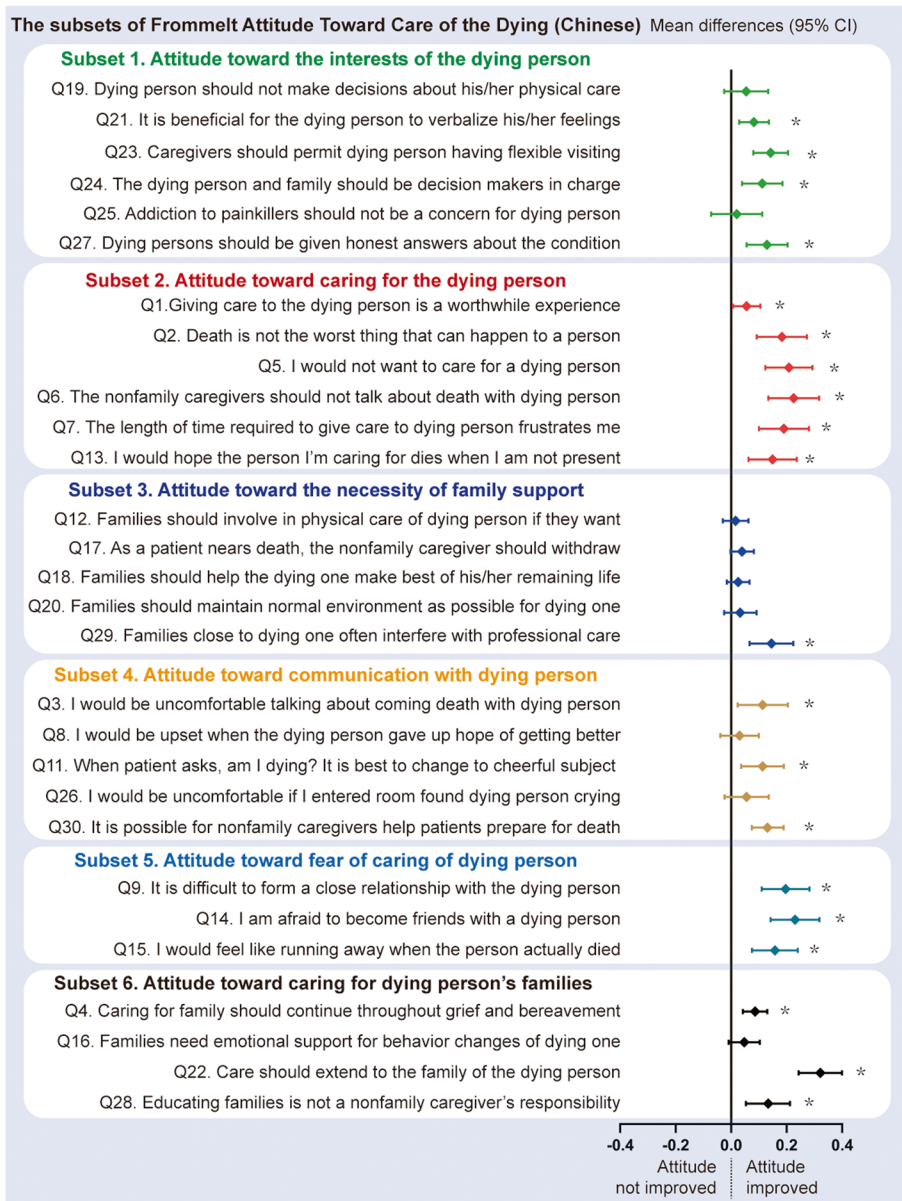 The subsets of Frommelt Attitude Toward Care of the Dying (Chinese) Mean differences (95% CI)
Subset 1. Attitude toward the interests of the dying person
Q19. Dying person should not make decisions about his/her physical care
Q21. It is beneficial for the dying person to verbalize his/her feelings *
Q23. Caregivers should permit dying person having flexible visiting *
Q24. The dying person and family should be decision makers in charge *
Q25. Addiction to painkillers should not be a concern for dying person
Q27. Dying persons should be given honest answers about the condition *
Subset 2. Attitude toward caring for the dying person
Q1.Giving care to the dying person is a worthwhile experience *
Q2. Death is not the worst thing that can happen to a person *
Q5. I would not want to care for a dying person *
Q6. The nonfamily caregivers should not talk about death with dying person *
Q7. The length of time required to give care to dying person frustrates me *
Q13. I would hope the person I'm caring for dies when I am not present *
Subset 3. Attitude toward the necessity of family support
Q12. Families should involve in physical care of dying person if they want
Q17. As a patient nears death, the nonfamily caregiver should withdraw
Q18. Families should help the dying one make best of his/her remaining life
Q20. Families should maintain normal environment as possible for dying one
Q29. Families close to dying one often interfere with professional care *
Subset 4. Attitude toward communication with dying person
Q3. I would be uncomfortable talking about coming death with dying person *
Q8. I would be upset when the dying person gave up hope of getting better
Q11. When patient asks, am I dying? It is best to change to cheerful subject *
Q26. I would be uncomfortable if I entered room found dying person crying
Q30. It is possible for nonfamily caregivers help patients prepare for death *
Subset 5. Attitude toward fear of caring of dying person
Q9. It is difficult to form a close relationship with the dying person *
Q14. I am afraid to become friends with a dying person *
Q15. I would feel like running away when the person actually died *
Subset 6. Attitude toward caring for dying person's families
Q4. Caring for family should continue throughout grief and bereavement *
Q16. Families need emotional support for behavior changes of dying one
Q22. Care should extend to the family of the dying person *
Q28. Educating families is not a nonfamily caregiver's responsibility *
-0.4 -0.2 0.0 0.2 0.4
Attitude not improved
Attitude improved